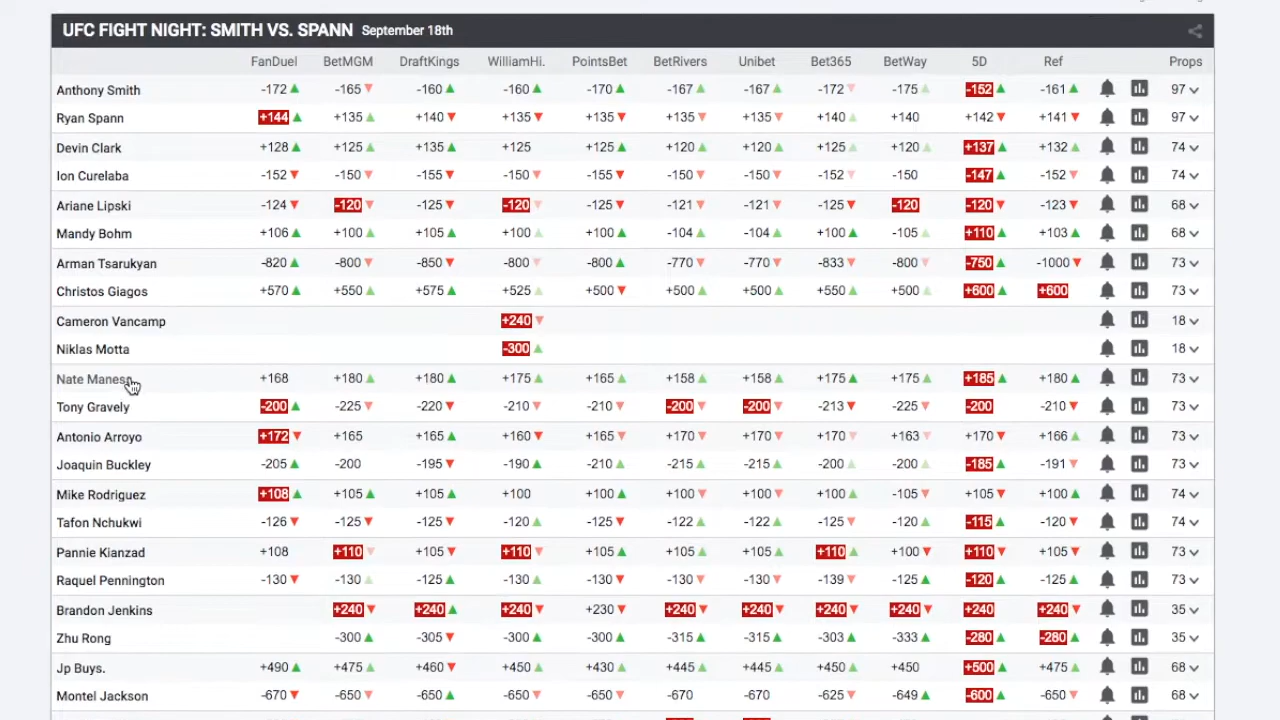 UFC FIGHT NIGHT: SMITH VS. SPANN September 18th
FanDuel BetMGM DraftKings WilliamHi. PointsBet BetRivers Unibet Bet365 BetWay 5D Ref Props
Anthony Smith -172 -165 -160 -160 -170 -167 -167 -172 -175 -152 -161 97
Ryan Spann +144 +135 +140 +135 +135 +135 +135 +140 +140 +142 +141 97
Devin Clark +128 +125 +135 +125 +125 +120 +120 +125 +120 +137 +132 74
Ion Curelaba -152 -150 -155 -150 -155 -150 -150 -152 -150 -147 -152 74
Ariane Lipski -124 -120 -125 -120 -125 -121 -121 -125 -120 -120 -123 68
Mandy Bohm +106 +100 +105 +100 +100 -104 -104 +100 -105 +110 +103 68
Arman Tsarukyan -820 -800 -850 -800 -800 -770 -770 -833 -800 -750 -1000 73
Christos Giagos +570 +550 +575 +525 +500 +500 +500 +550 +500 +600 +600 73
Cameron Vancamp +240 18
Niklas Motta -300 18
Nate Maness +168 +180 +180 +175 +165 +158 +158 +175 +175 +185 +180 73
Tony Gravely -200 -225 -220 -210 -210 -200 -200 -213 -225 -200 -210 73
Antonio Arroyo +172 +165 +165 +160 +165 +170 +170 +170 +163 +170 +166 73
Joaquin Buckley -205 -200 -195 -190 -210 -215 -215 -200 -200 -185 -191 73
Mike Rodriguez +108 +105 +105 +100 +100 +100 +100 +100 -105 +105 +100 74
Tafon Nchukwi -126 -125 -125 -120 -125 -122 -122 -125 -120 -115 -120 74
Pannie Kianzad +108 +110 +105 +110 +105 +105 +105 +110 +100 +110 +105 73
Raquel Pennington -130 -130 -125 -130 -130 -130 -130 -139 -125 -120 -125 73
Brandon Jenkins +240 +240 +240 +230 +240 +240 +240 +240 +240 +240 35
Zhu Rong -300 -305 -300 -300 -315 -315 -303 -333 -280 -280 35
Jp Buys. +490 +475 +460 +450 +430 +445 +445 +450 +450 +500 +475 68
Montel Jackson -670 -650 -650 -650 -650 -670 -670 -625 -649 -600 -650 68